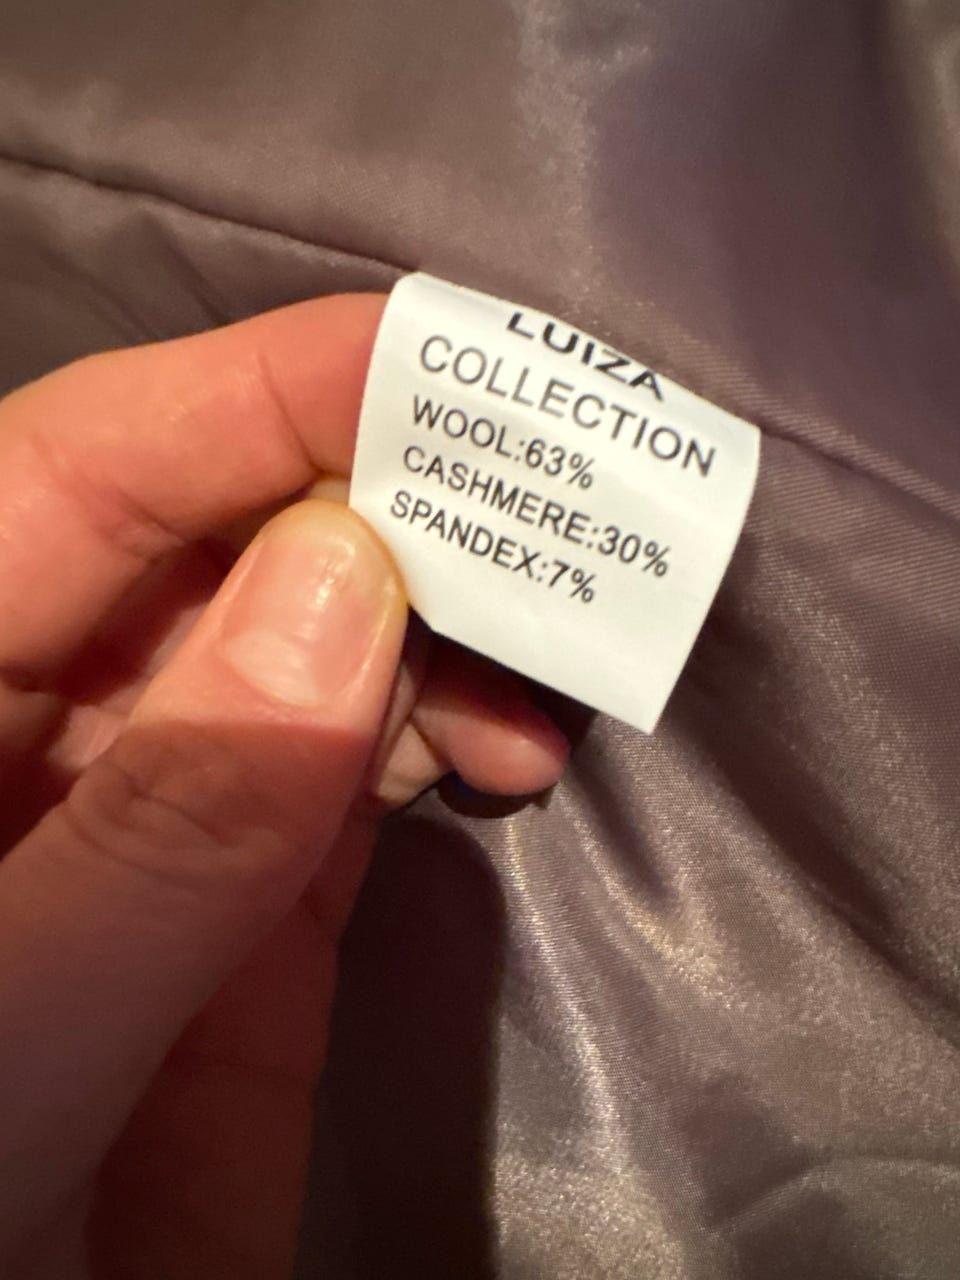 LUIZA
COLLECTION
WOOL:63%
CASHMERE:30%
SPANDEX:7%